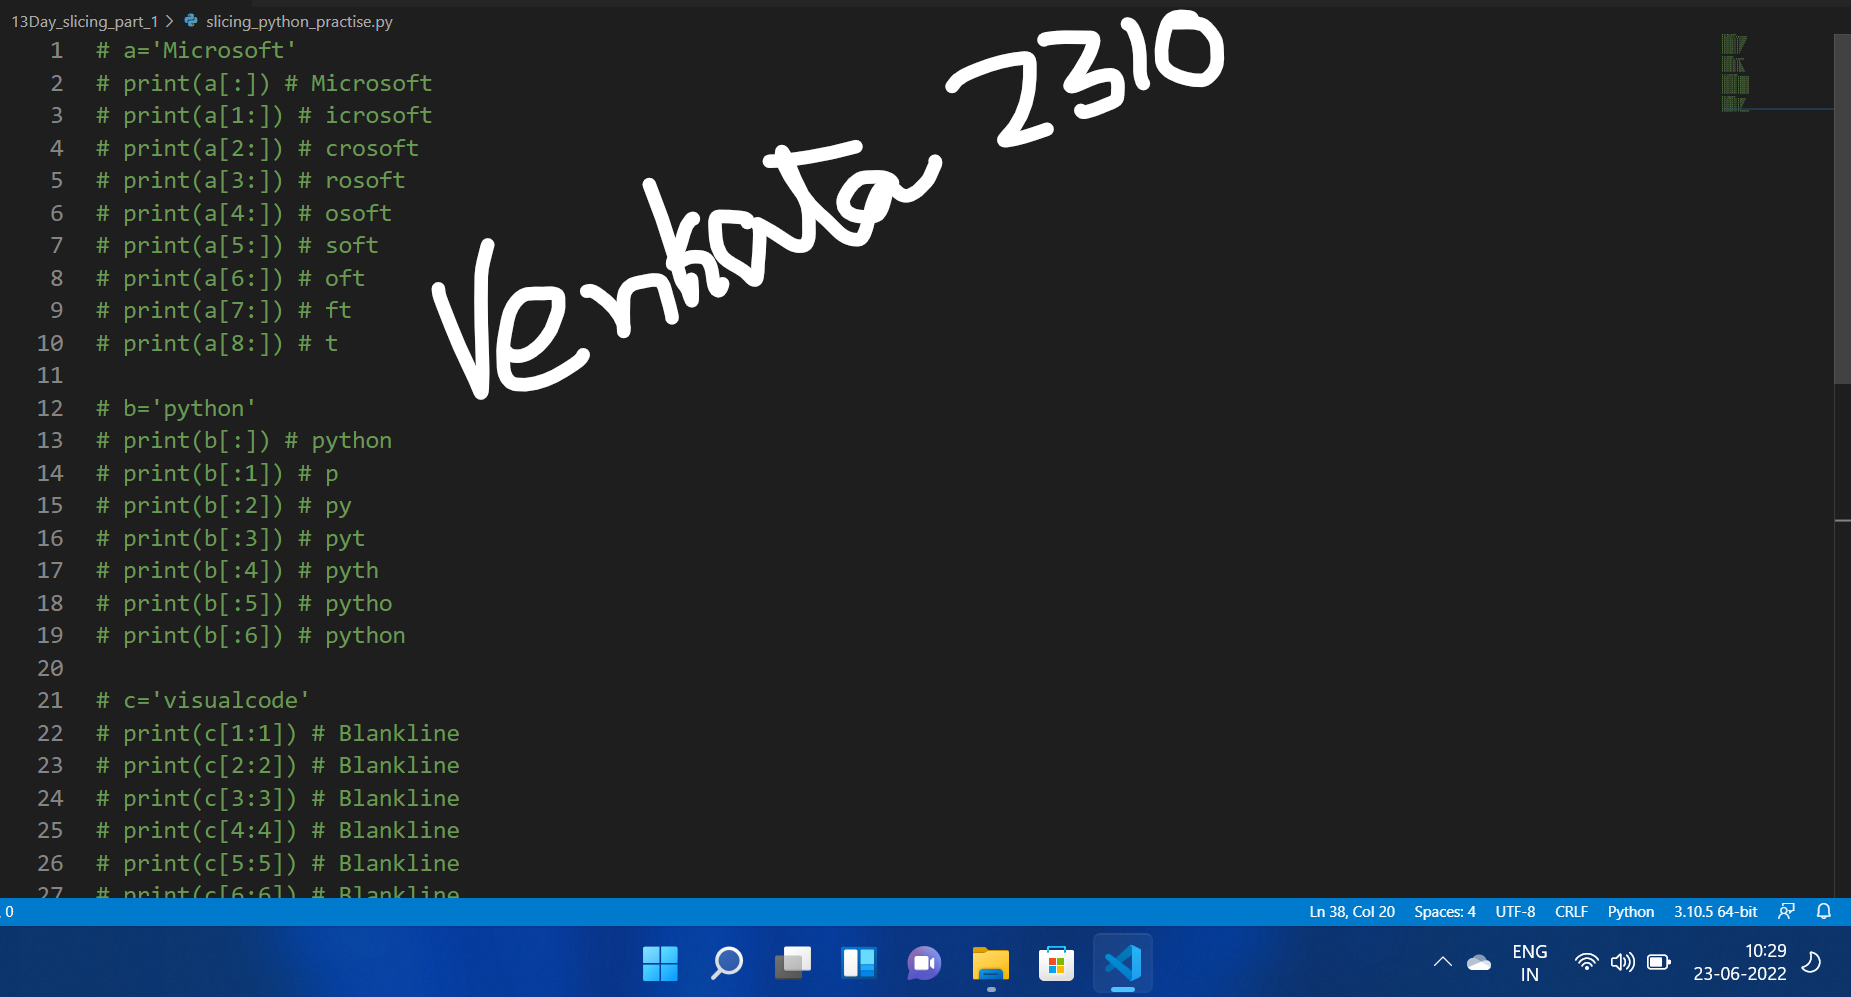 13Day_slicing_part_1 > slicing_python_practise.py
1 # a='Microsoft'
2 # print(a[:]) # Microsoft
3 # print(a[1:]) # icrosoft
4 # print(a[2:]) # crosoft
5 # print(a[3:]) # rosoft
6 # print(a[4:]) # osoft
7 # print(a[5:]) # soft
8 # print(a[6:]) # oft
9 # print(a[7:]) # ft
10 # print(a[8:]) # t
Venkata 2310
11
12 # b='python'
13 # print(b[:]) # python
14 # print(b[:1]) # p
15 # print(b[:2]) # py
16 # print(b[:3]) # pyt
17 # print(b[:4]) # pyth
18 # print(b[:5]) # pytho
19 # print(b[:6]) # python
20
21 # c='visualcode'
22 # print(c[1:1]) # Blankline
23 # print(c[2:2]) # Blankline
24 # print(c[3:3]) # Blankline
25 # print(c[4:4]) # Blankline
26 # print(c[5:5]) # Blankline
27 # print(c[6:6]) # Blankline
0 Ln 38, Col 20 Spaces: 4 UTF-8 CRLF Python 3.10.5 64-bit
ENG 10:29
IN 23-06-2022